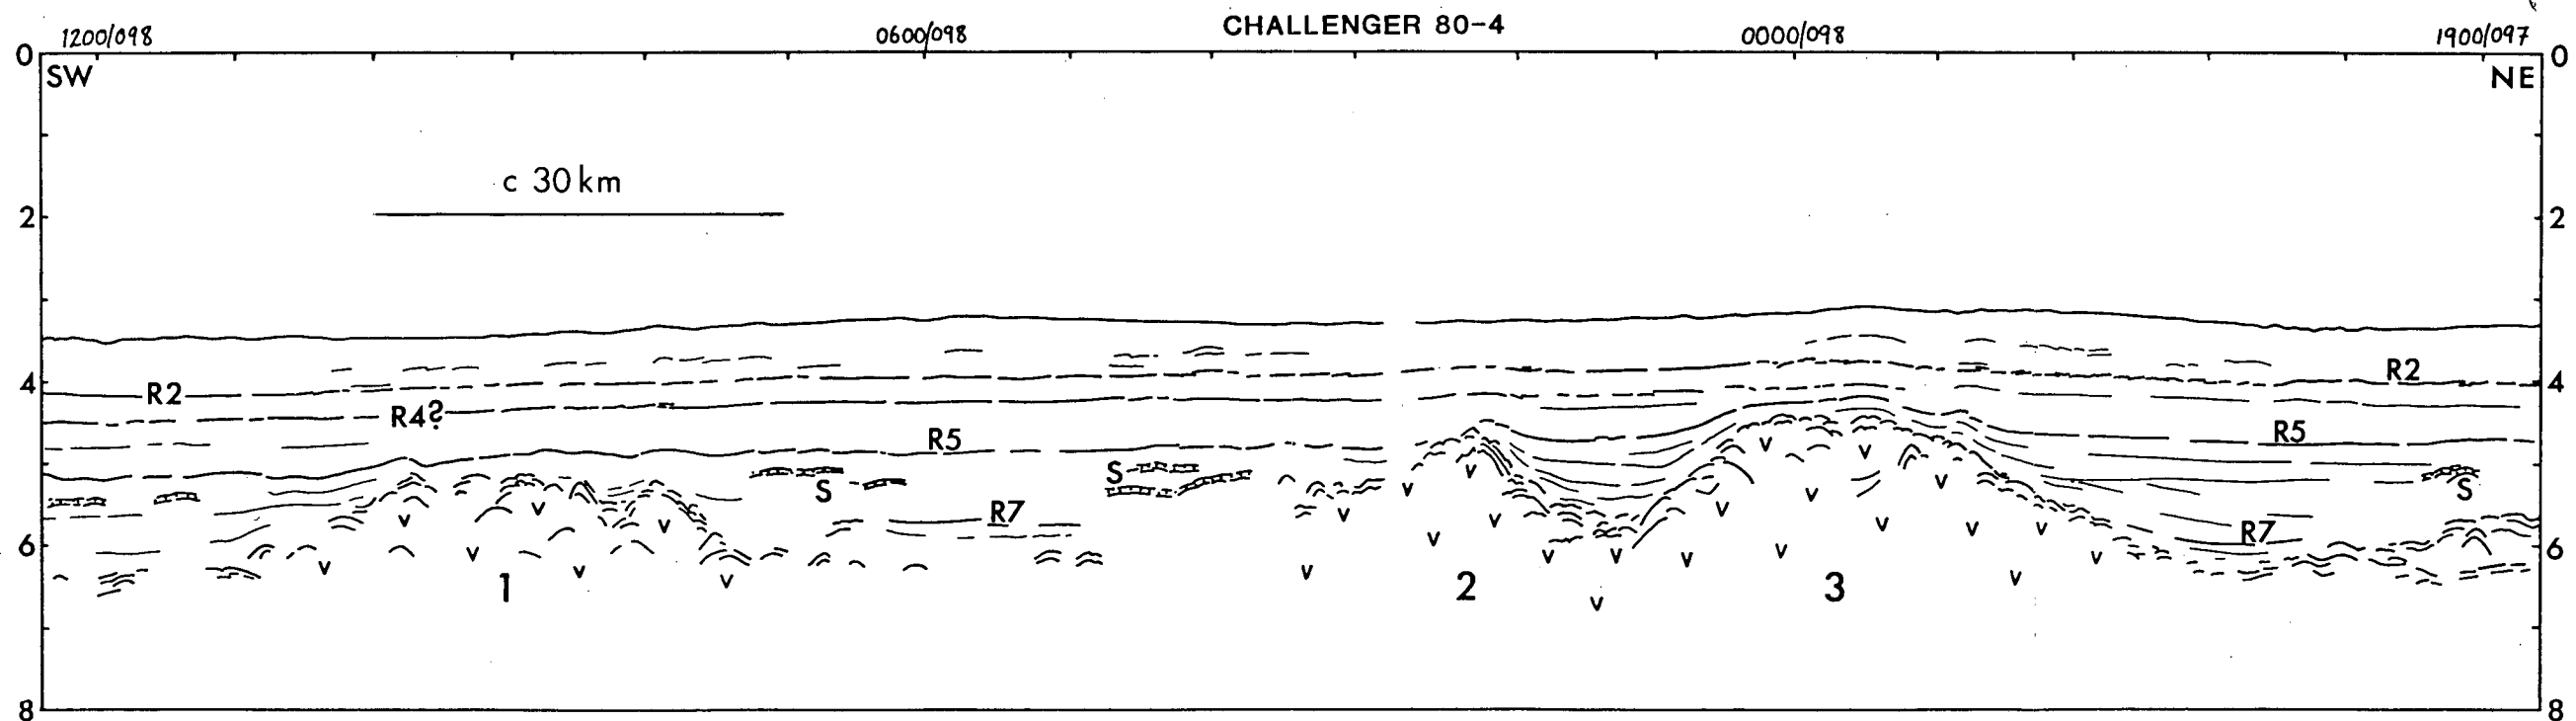 CHALLENGER 80-4
1200/098 0600/098 0000/098 1900/097
0 0
SW NE
c 30 km
2 2
R2 R2
4 4
R4?
R5 R5
S S S
R7 R7
v v v v v v v v v v v v v v v v v v v v v v v v v v v v
6 6
1 2 3
8 8